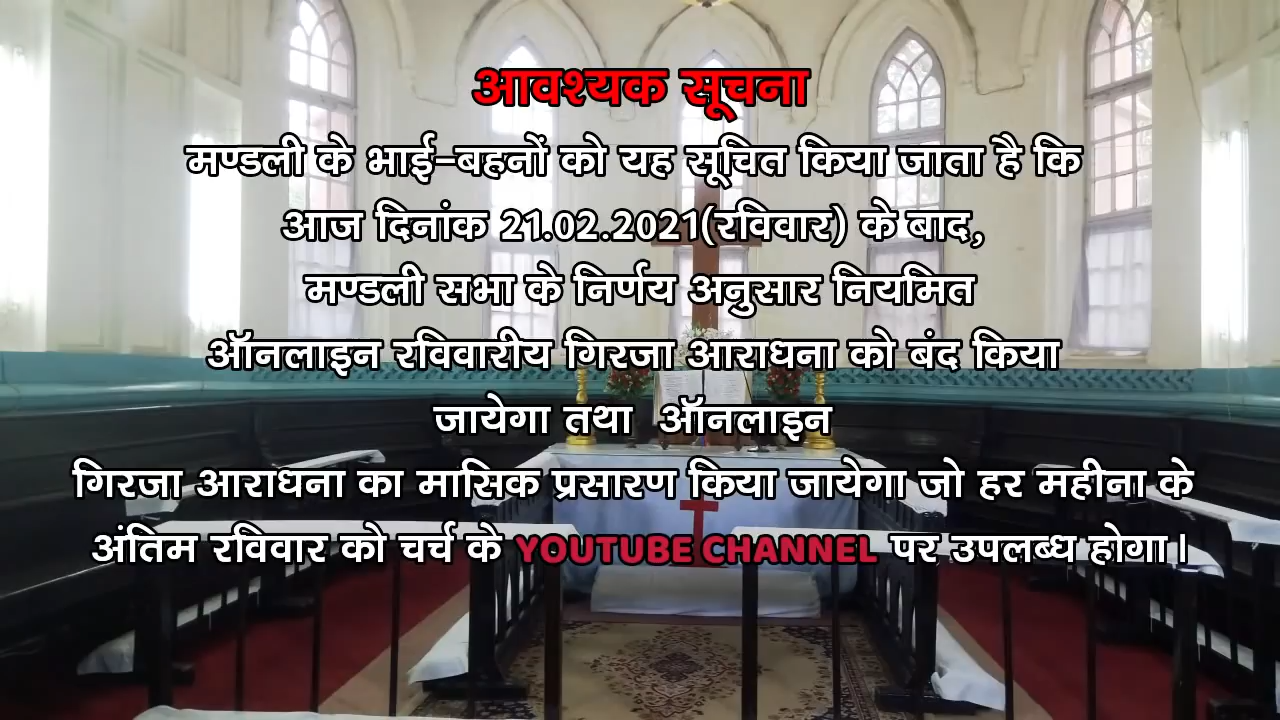 आवश्यक सूचना
मण्डली के भाई-बहनों को यह सूचित किया जाता है कि
आज दिनांक 21.02.2021(रविवार) के बाद,
मण्डली सभा के निर्णय अनुसार नियमित
ऑनलाइन रविवारीय गिरजा आराधना को बंद किया
जायेगा तथा ऑनलाइन
गिरजा आराधना का मासिक प्रसारण किया जायेगा जो हर महीना के
अंतिम रविवार को चर्च के YOUTUBE CHANNEL पर उपलब्ध होगा।